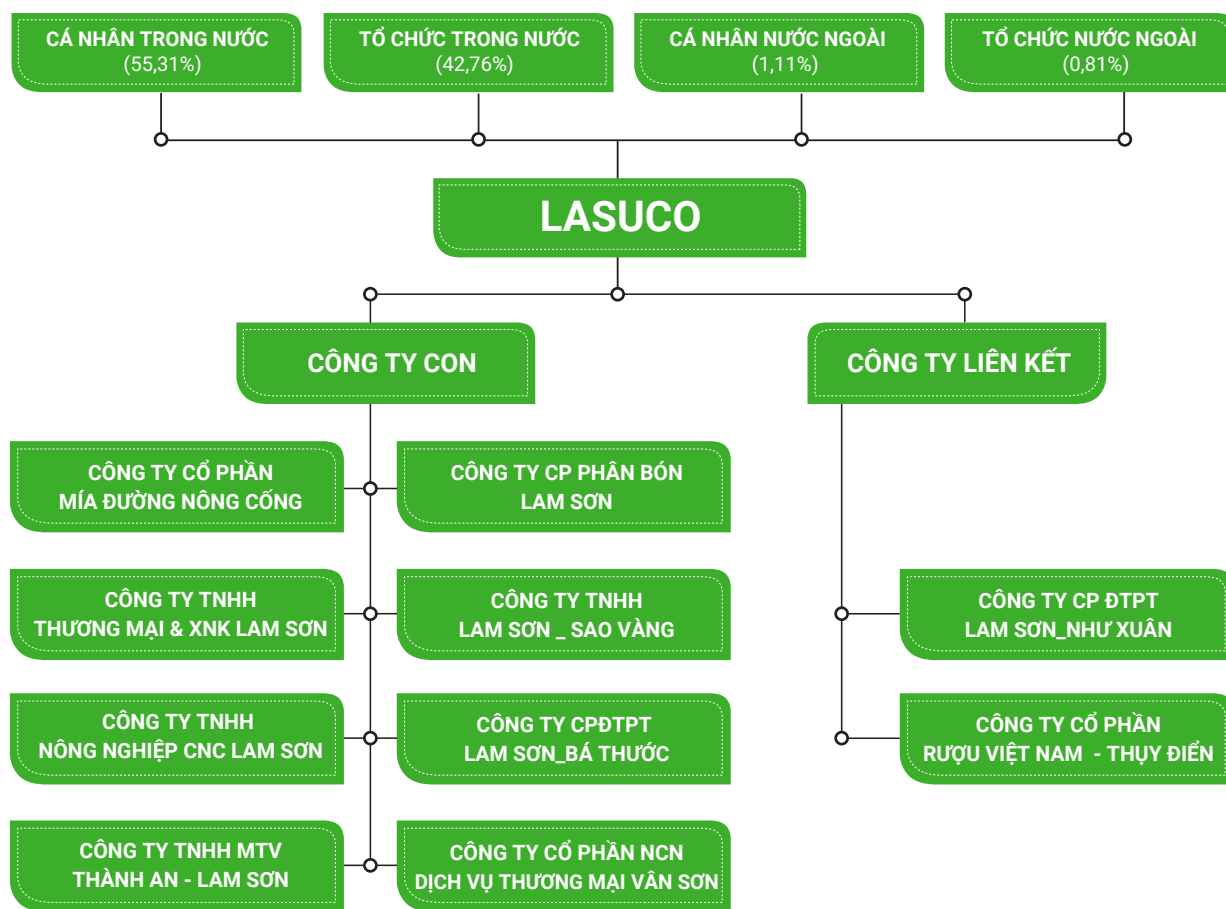 CÁ NHÂN TRONG NƯỚC
(55,31%)
TỔ CHỨC TRONG NƯỚC
(42,76%)
CÁ NHÂN NƯỚC NGOÀI
(1,11%)
TỔ CHỨC NƯỚC NGOÀI
(0,81%)
LASUCO
CÔNG TY CON
CÔNG TY LIÊN KẾT
CÔNG TY CỔ PHẦN
MÍA ĐƯỜNG NÔNG CỐNG
CÔNG TY CP PHÂN BÓN
LAM SƠN
CÔNG TY TNHH
THƯƠNG MẠI & XNK LAM SƠN
CÔNG TY TNHH
LAM SƠN _ SAO VÀNG
CÔNG TY CP ĐTPT
LAM SƠN_NHƯ XUÂN
CÔNG TY TNHH
NÔNG NGHIỆP CNC LAM SƠN
CÔNG TY CPĐTPT
LAM SƠN_BÁ THƯỚC
CÔNG TY CỔ PHẦN
RƯỢU VIỆT NAM - THỤY ĐIỂN
CÔNG TY TNHH MTV
THÀNH AN - LAM SƠN
CÔNG TY CỔ PHẦN NCN
DỊCH VỤ THƯƠNG MẠI VÂN SƠN